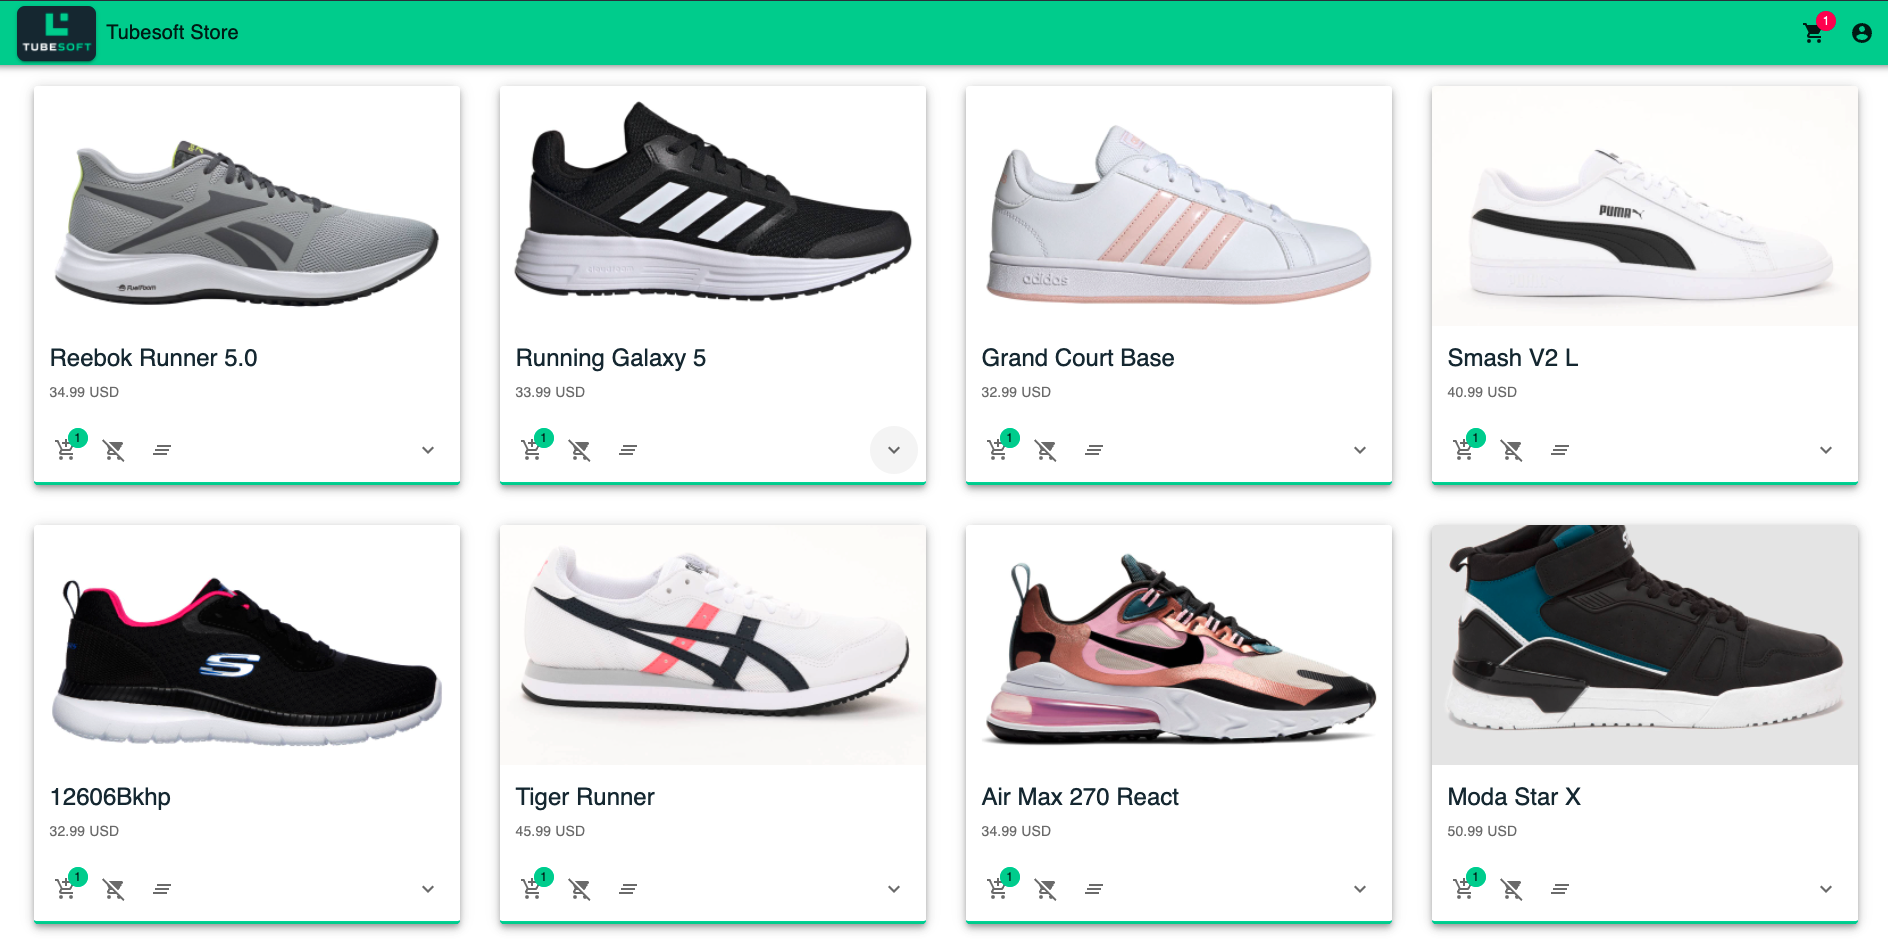 TUBESOFT
Tubesoft Store
1
FuelFoam
adidas
PUMA
Reebok Runner 5.0
Running Galaxy 5
Grand Court Base
Smash V2 L
34.99 USD
33.99 USD
32.99 USD
40.99 USD
1
1
1
1
S
12606Bkhp
Tiger Runner
Air Max 270 React
Moda Star X
32.99 USD
45.99 USD
34.99 USD
50.99 USD
1
1
1
1